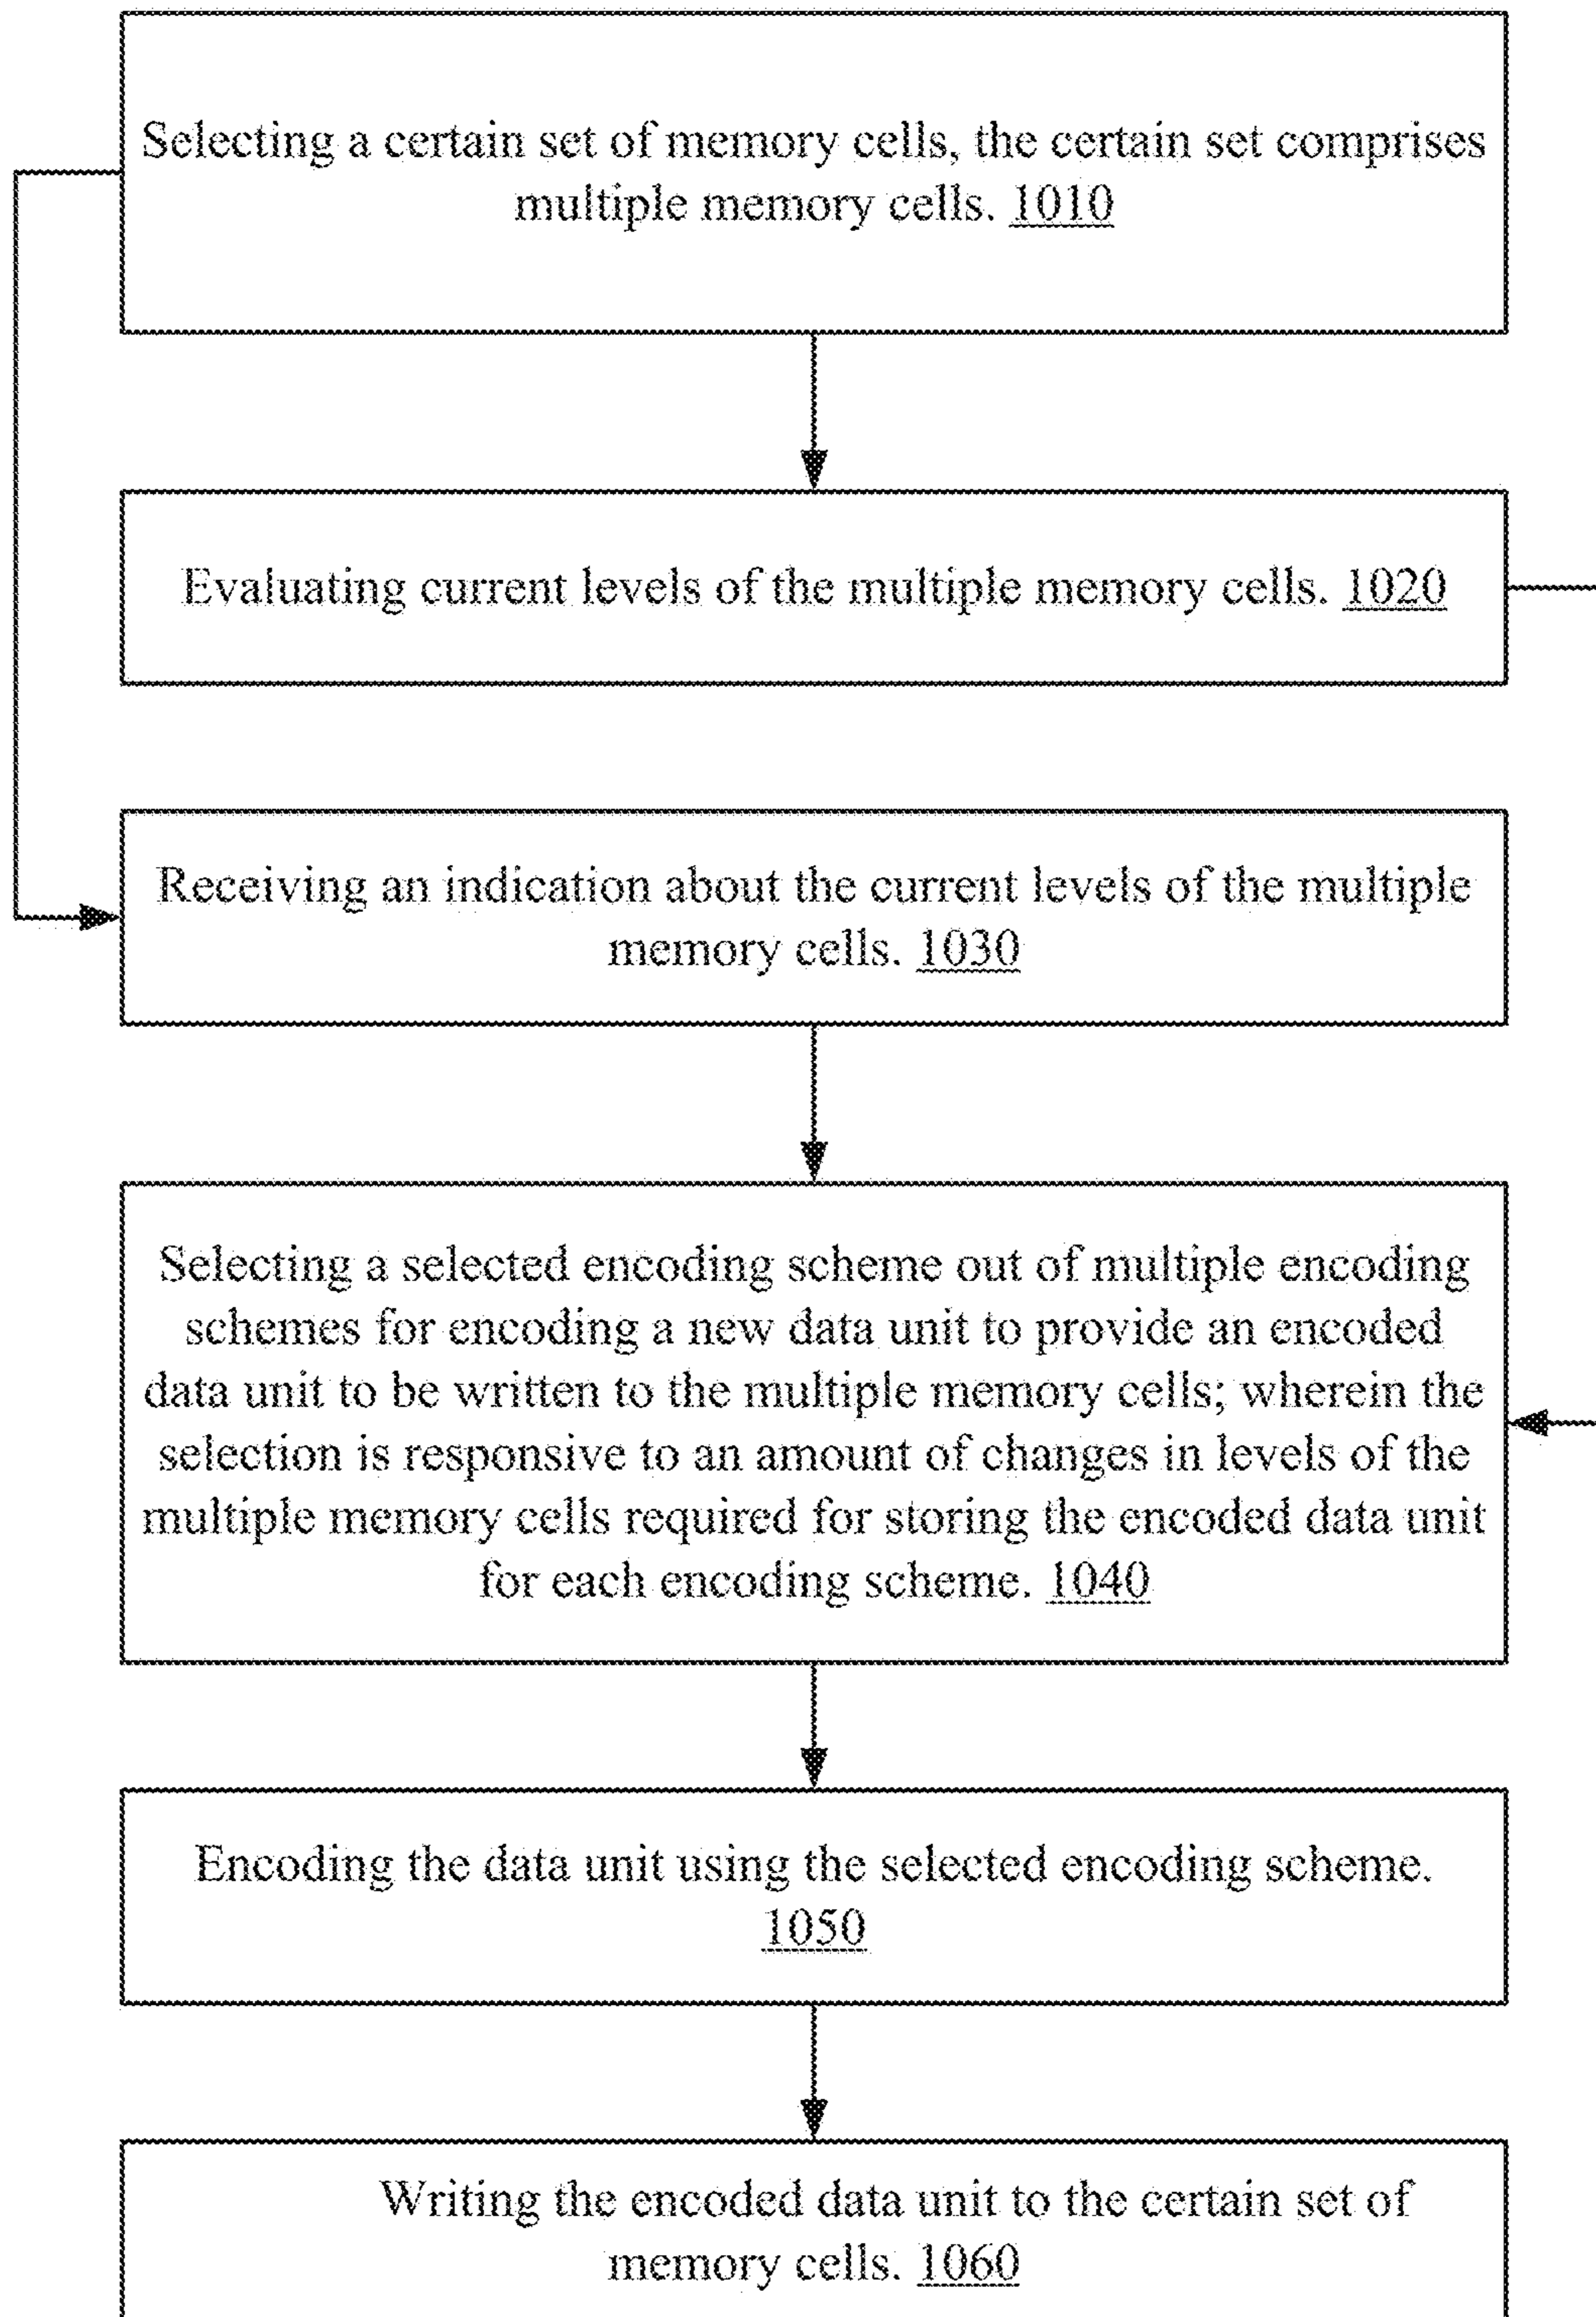 Selecting a certain set of memory cells, the certain set comprises
multiple memory cells. 1010
Evaluating current levels of the multiple memory cells. 1020
Receiving an indication about the current levels of the multiple
memory cells. 1030
Selecting a selected encoding scheme out of multiple encoding
schemes for encoding a new data unit to provide an encoded
data unit to be written to the multiple memory cells; wherein the
selection is responsive to an amount of changes in levels of the
multiple memory cells required for storing the encoded data unit
for each encoding scheme. 1040
Encoding the data unit using the selected encoding scheme.
1050
Writing the encoded data unit to the certain set of
memory cells. 1060